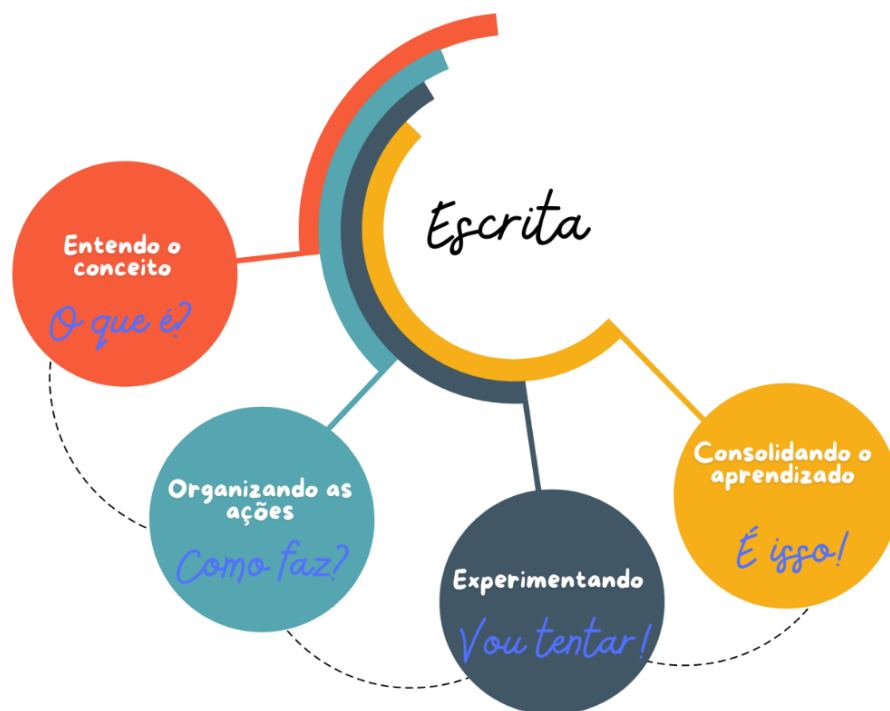 Escrita
Entendo o
conceito
O que é?
Organizando as
ações
Como faz?
Experimentando
Vou tentar!
Consolidando o
aprendizado
É isso!